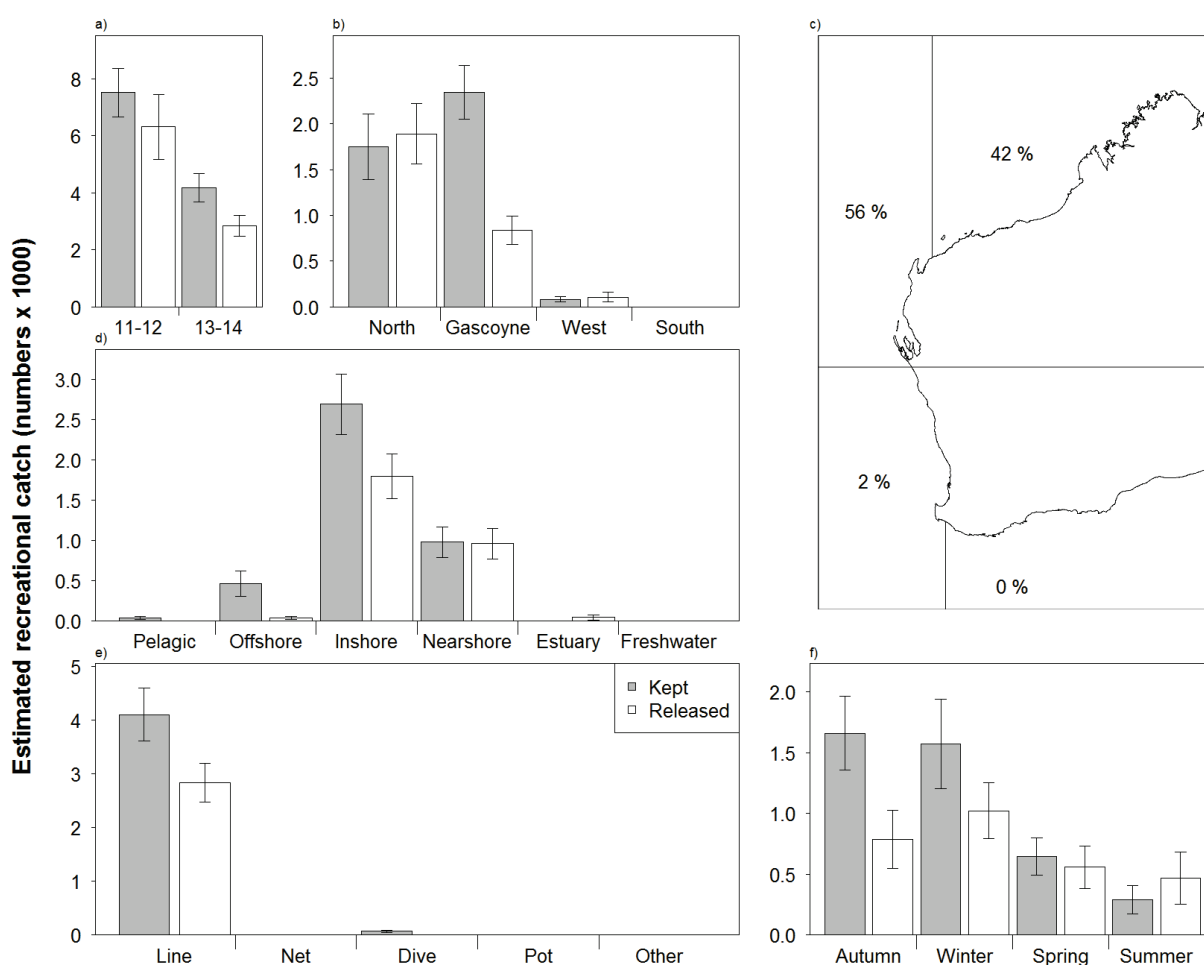 Estimated recreational catch (numbers x 1000)
a)
8
6
4
2
0
11-12 13-14
b)
2.5
2.0
1.5
1.0
0.5
0.0
North Gascoyne West South
c)
42 %
56 %
2 %
0 %
d)
3.0
2.5
2.0
1.5
1.0
0.5
0.0
Pelagic Offshore Inshore Nearshore Estuary Freshwater
e)
5
4
3
2
1
0
Kept
Released
Line Net Dive Pot Other
f)
2.0
1.5
1.0
0.5
0.0
Autumn Winter Spring Summer